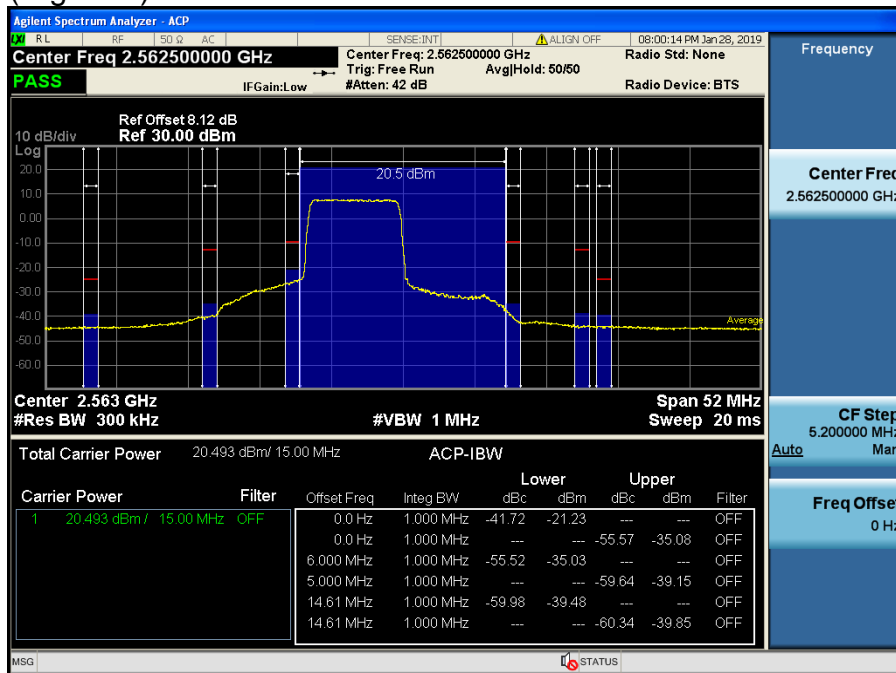 Agilent Spectrum Analyzer - ACP
LXI RL RF 50 Ω AC SENSE:INT ALIGN OFF 08:00:14 PM Jan 28, 2019
Center Freq 2.562500000 GHz
Center Freq: 2.562500000 GHz
Radio Std: None
Trig: Free Run
Avg|Hold: 50/50
PASS
IFGain:Low
#Atten: 42 dB
Radio Device: BTS
Ref Offset 8.12 dB
10 dB/div Ref 30.00 dBm
Log
20.0
10.0
0.00
-10.0
-20.0
-30.0
-40.0
-50.0
-60.0
20.5 dBm
Average
Center 2.563 GHz Span 52 MHz
#Res BW 300 kHz #VBW 1 MHz Sweep 20 ms
Total Carrier Power 20.493 dBm/ 15.00 MHz ACP-IBW
Lower Upper
Carrier Power Filter Offset Freq Integ BW dBc dBm dBc dBm Filter
1 20.493 dBm / 15.00 MHz OFF 0.0 Hz 1.000 MHz -41.72 -21.23 --- --- OFF
0.0 Hz 1.000 MHz --- --- -55.57 -35.08 OFF
6.000 MHz 1.000 MHz -55.52 -35.03 --- --- OFF
5.000 MHz 1.000 MHz --- --- -59.64 -39.15 OFF
14.61 MHz 1.000 MHz -59.98 -39.48 --- --- OFF
14.61 MHz 1.000 MHz --- --- -60.34 -39.85 OFF
MSG STATUS
Frequency
Center Freq
2.562500000 GHz
CF Step
5.200000 MHz
Auto Man
Freq Offset
0 Hz